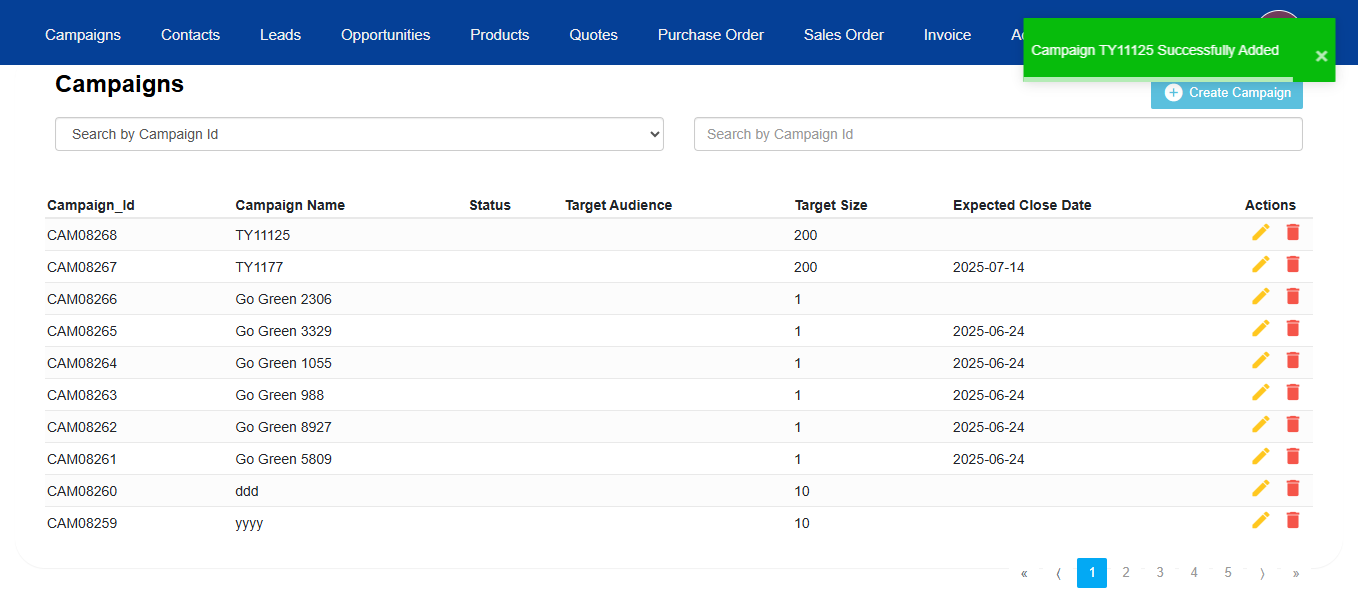 Campaigns Contacts Leads Opportunities Products Quotes Purchase Order Sales Order Invoice
Campaign TY11125 Successfully Added ×
Campaigns
Create Campaign
Search by Campaign Id Search by Campaign Id
Campaign_Id Campaign Name Status Target Audience Target Size Expected Close Date Actions
CAM08268 TY11125 200
CAM08267 TY1177 200 2025-07-14
CAM08266 Go Green 2306 1
CAM08265 Go Green 3329 1 2025-06-24
CAM08264 Go Green 1055 1 2025-06-24
CAM08263 Go Green 988 1 2025-06-24
CAM08262 Go Green 8927 1 2025-06-24
CAM08261 Go Green 5809 1 2025-06-24
CAM08260 ddd 10
CAM08259 yyyy 10
« ⟨ 1 2 3 4 5 ⟩ »